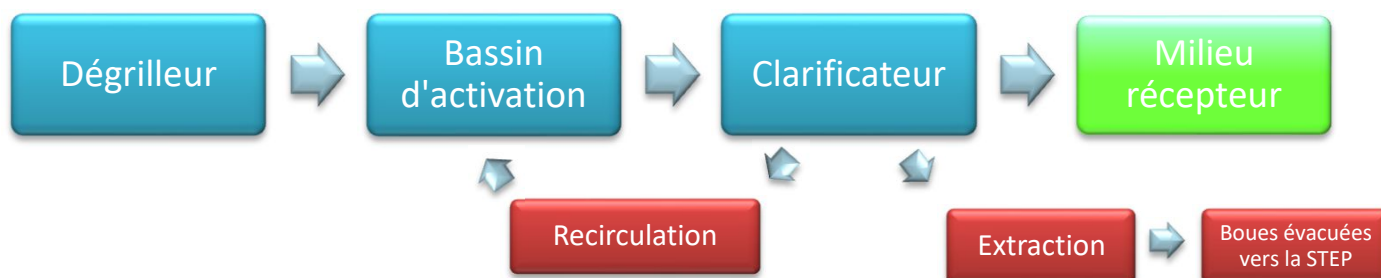 Dégrilleur
Bassin
d'activation
Clarificateur
Milieu
récepteur
Recirculation
Extraction
Boues évacuées
vers la STEP